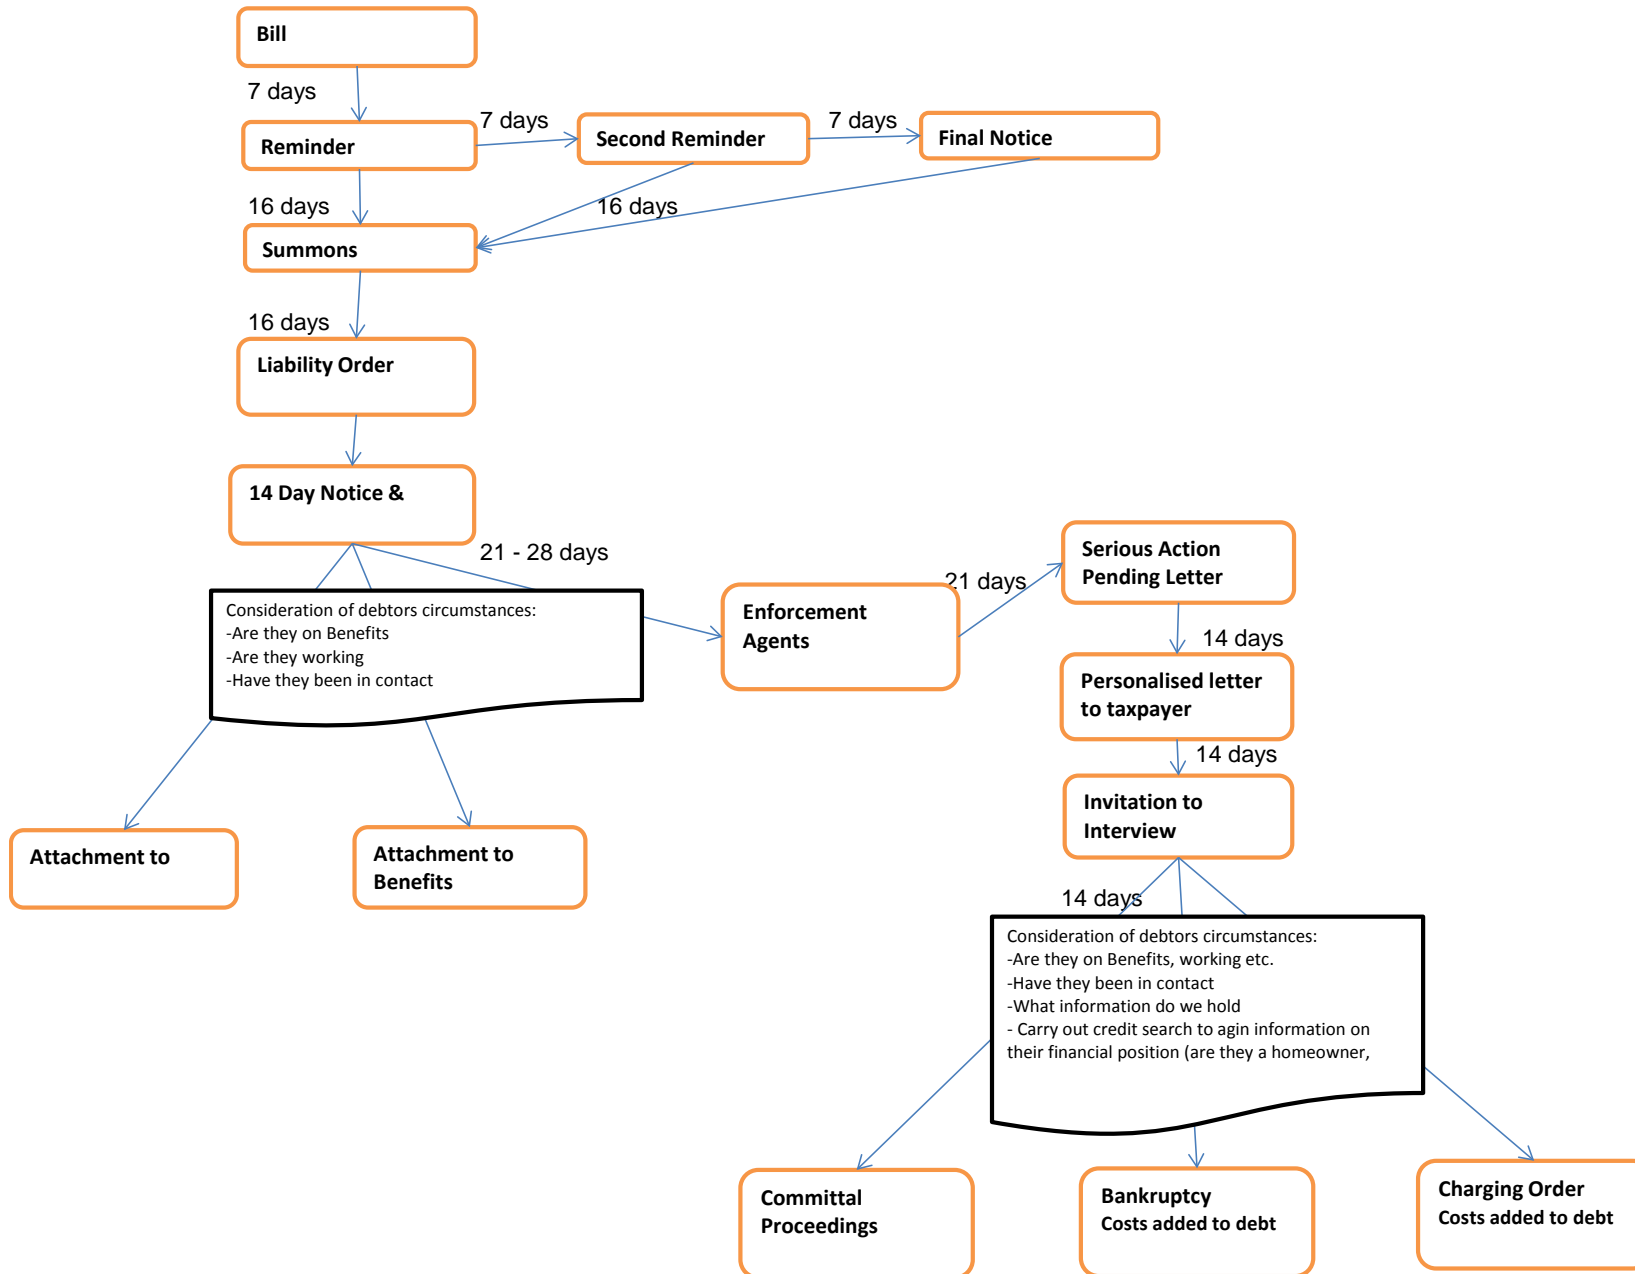 Bill
7 days
Reminder
7 days
Second Reminder
7 days
Final Notice
16 days
16 days
Summons
16 days
Liability Order
14 Day Notice &
21 - 28 days
Consideration of debtors circumstances:
-Are they on Benefits
-Are they working
-Have they been in contact
Enforcement
Agents
21 days
Serious Action
Pending Letter
14 days
Personalised letter
to taxpayer
14 days
Invitation to
Interview
Attachment to
Attachment to
Benefits
14 days
Consideration of debtors circumstances:
-Are they on Benefits, working etc.
-Have they been in contact
-What information do we hold
- Carry out credit search to agin information on
their financial position (are they a homeowner,
Committal
Proceedings
Bankruptcy
Costs added to debt
Charging Order
Costs added to debt